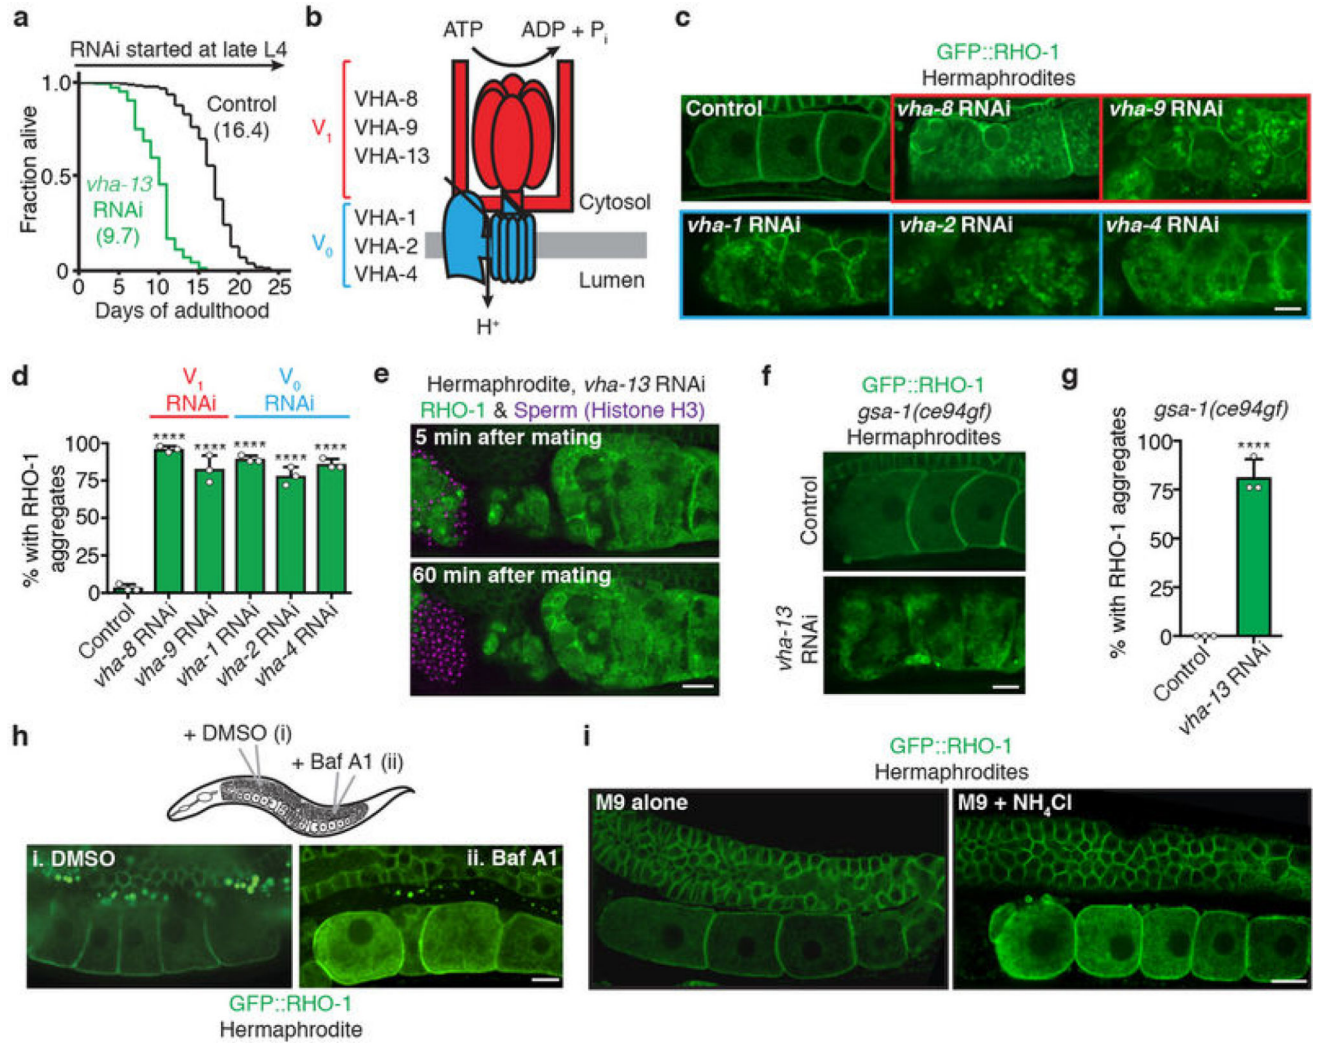 a
RNAi started at late L4
1.0
0.5
0
Fraction alive
Control
(16.4)
vha-13
RNAi
(9.7)
0 5 10 15 20 25
Days of adulthood
b
ATP ADP + Pi
V1
VHA-8
VHA-9
VHA-13
V0
VHA-1
VHA-2
VHA-4
Cytosol
Lumen
H+
c
GFP::RHO-1
Hermaphrodites
Control vha-8 RNAi vha-9 RNAi
vha-1 RNAi vha-2 RNAi vha-4 RNAi
d
V1
RNAi
V0
RNAi
% with RHO-1
aggregates
100
75
50
25
0
**** **** **** **** ****
Control
vha-8 RNAi
vha-9 RNAi
vha-1 RNAi
vha-2 RNAi
vha-4 RNAi
e
Hermaphrodite, vha-13 RNAi
RHO-1 & Sperm (Histone H3)
5 min after mating
60 min after mating
f
GFP::RHO-1
gsa-1(ce94gf)
Hermaphrodites
Control
vha-13
RNAi
g
gsa-1(ce94gf)
% with RHO-1 aggregates
100
75
50
25
0
****
Control
vha-13 RNAi
h
+ DMSO (i)
+ Baf A1 (ii)
i. DMSO
ii. Baf A1
GFP::RHO-1
Hermaphrodite
i
GFP::RHO-1
Hermaphrodites
M9 alone
M9 + NH4Cl